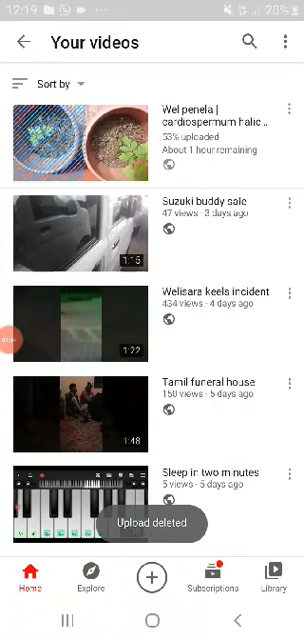 12:19
28%
Your videos
Sort by
Wel penela |
cardiospermum halic...
53% uploaded
About 1 hour remaining
Suzuki buddy sale
47 views · 3 days ago
1:15
Welisara keels incident
434 views · 4 days ago
1:22
Tamil funeral house
150 views · 5 days ago
1:48
Sleep in two minutes
5 views · 5 days ago
Upload deleted
Home
Explore
Subscriptions
Library